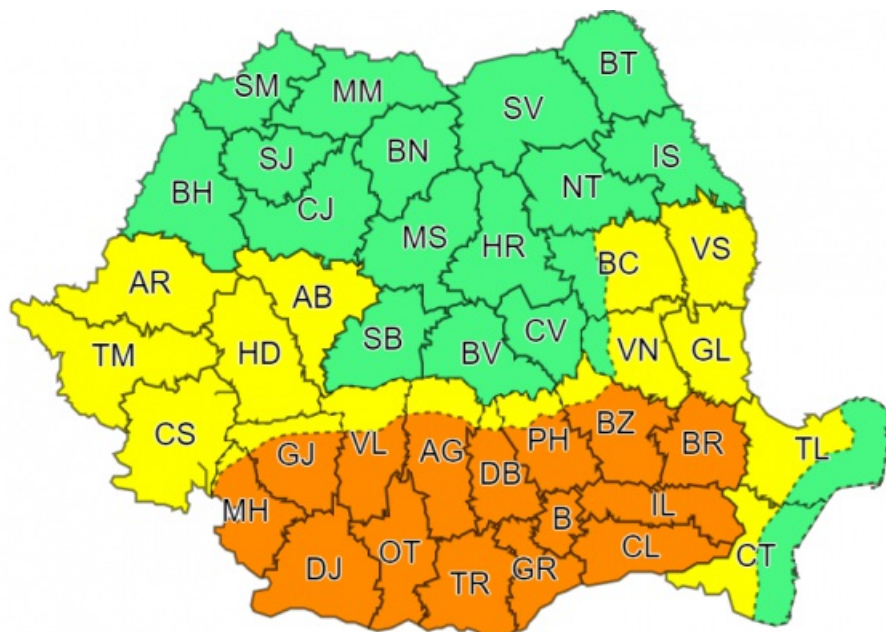 BT
SM
MM
SV
BN
SJ
IS
NT
BH
CJ
MS
HR
VS
BC
AR
AB
SB
CV
BV
TM
HD
VN
GL
CS
BZ
PH
BR
TL
GJ
VL
AG
DB
MH
IL
B
CL
CT
OT
DJ
GR
TR